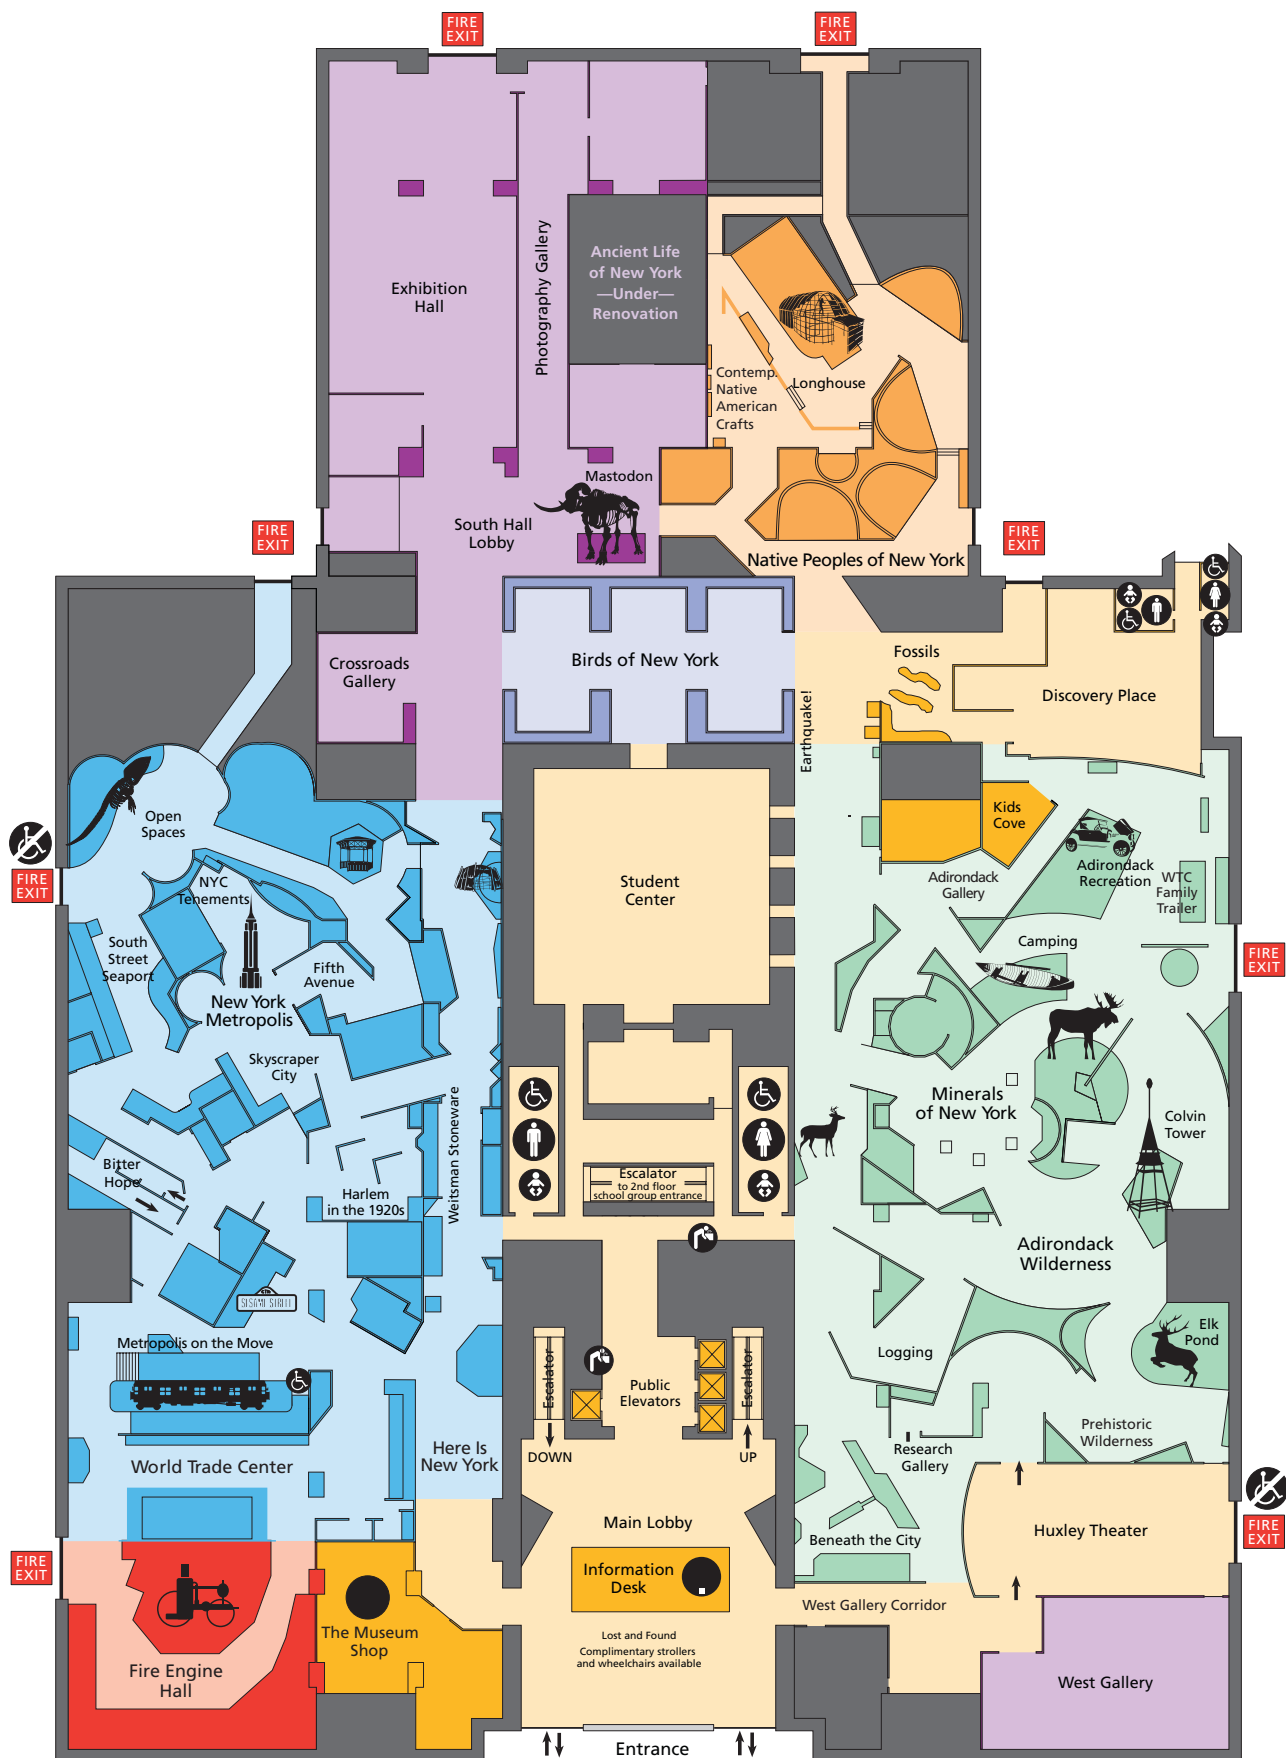 FIRE
EXIT
FIRE
EXIT
Ancient Life
of New York
—Under—
Renovation
Photography Gallery
Exhibition
Hall
Contemp.
Native
American
Crafts
Longhouse
Mastodon
South Hall
Lobby
FIRE
EXIT
FIRE
EXIT
Native Peoples of New York
Crossroads
Gallery
Birds of New York
Fossils
Discovery Place
Earthquake!
Open
Spaces
Kids
Cove
FIRE
EXIT
NYC
Tenements
Student
Center
Adirondack
Gallery
Adirondack
Recreation
WTC
Family
Trailer
South
Street
Seaport
Fifth
Avenue
Camping
FIRE
EXIT
New York
Metropolis
Skyscraper
City
Minerals
of New York
Colvin
Tower
Weitsman Stoneware
Bitter
Hope
Harlem
in the 1920s
Escalator
to 2nd floor
school group entrance
Adirondack
Wilderness
SESAME STREET
Metropolis on the Move
Elk
Pond
Logging
Escalator
Public
Elevators
Escalator
DOWN
UP
Here Is
New York
World Trade Center
Prehistoric
Wilderness
Research
Gallery
Main Lobby
Beneath the City
Huxley Theater
FIRE
EXIT
FIRE
EXIT
Information
Desk
West Gallery Corridor
The Museum
Shop
Lost and Found
Complimentary strollers
and wheelchairs available
Fire Engine
Hall
West Gallery
Entrance